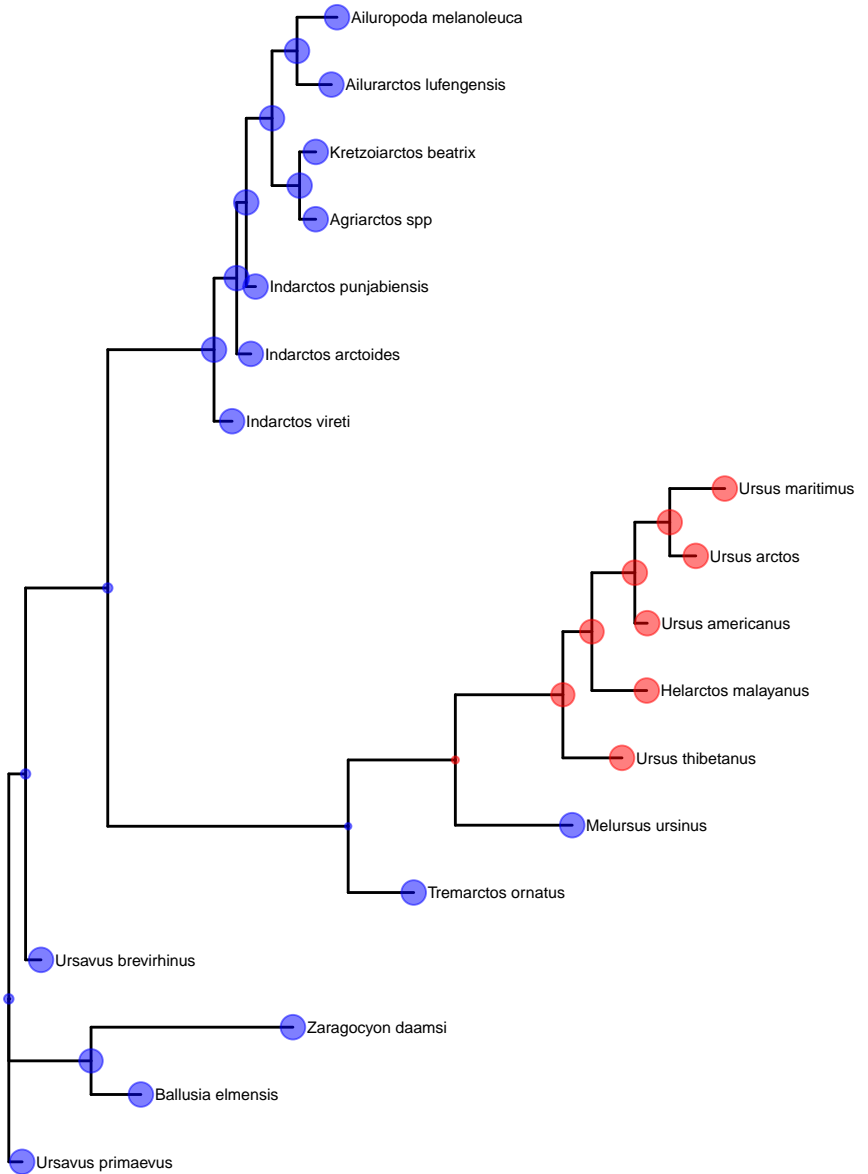 Ailuropoda melanoleuca
Ailurarctos lufengensis
Kretzoiarctos beatrix
Agriarctos spp
Indarctos punjabiensis
Indarctos arctoides
Indarctos vireti
Ursus maritimus
Ursus arctos
Ursus americanus
Helarctos malayanus
Ursus thibetanus
Melursus ursinus
Tremarctos ornatus
Ursavus brevirhinus
Zaragocyon daamsi
Ballusia elmensis
Ursavus primaevus